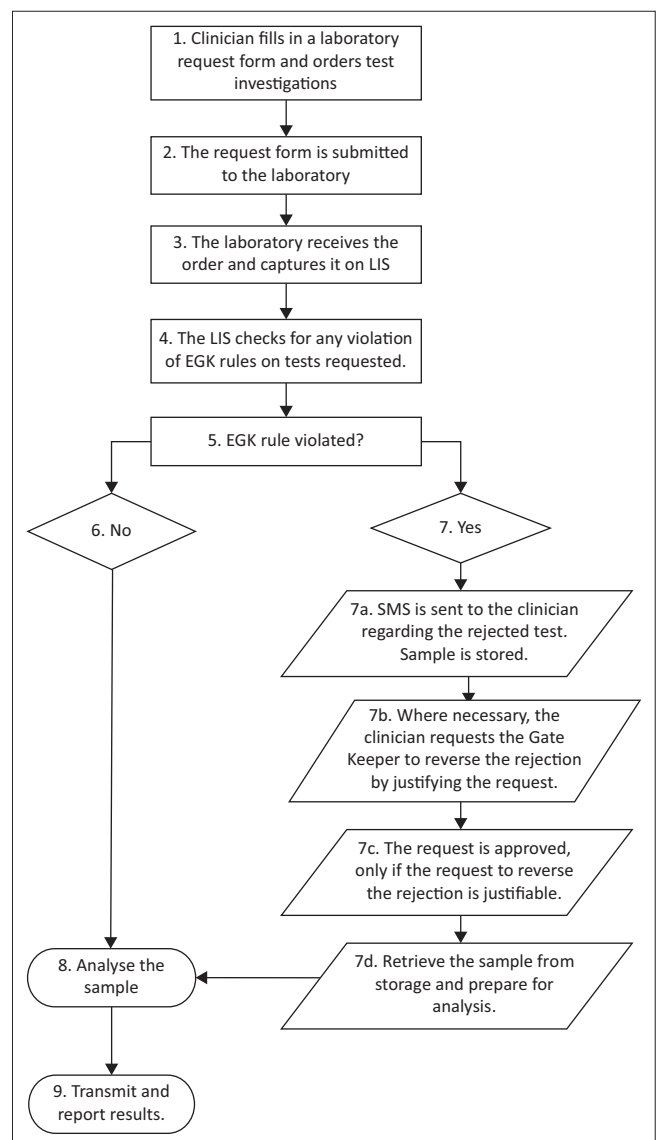 1. Clinician fills in a laboratory
request form and orders test
investigations
2. The request form is submitted
to the laboratory
3. The laboratory receives the
order and captures it on LIS
4. The LIS checks for any violation
of EGK rules on tests requested.
5. EGK rule violated?
6. No
7. Yes
7a. SMS is sent to the clinician
regarding the rejected test.
Sample is stored.
7b. Where necessary, the
clinician requests the Gate
Keeper to reverse the rejection
by justifying the request.
7c. The request is approved,
only if the request to reverse
the rejection is justifiable.
7d. Retrieve the sample from
storage and prepare for
analysis.
8. Analyse the
sample
9. Transmit and
report results.